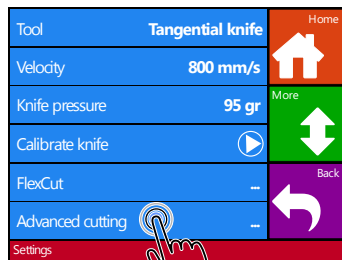 Tool Tangential knife
Velocity 800 mm/s
Knife pressure 95 gr
Calibrate knife
FlexCut ...
Advanced cutting ...
Settings
Home
More
Back